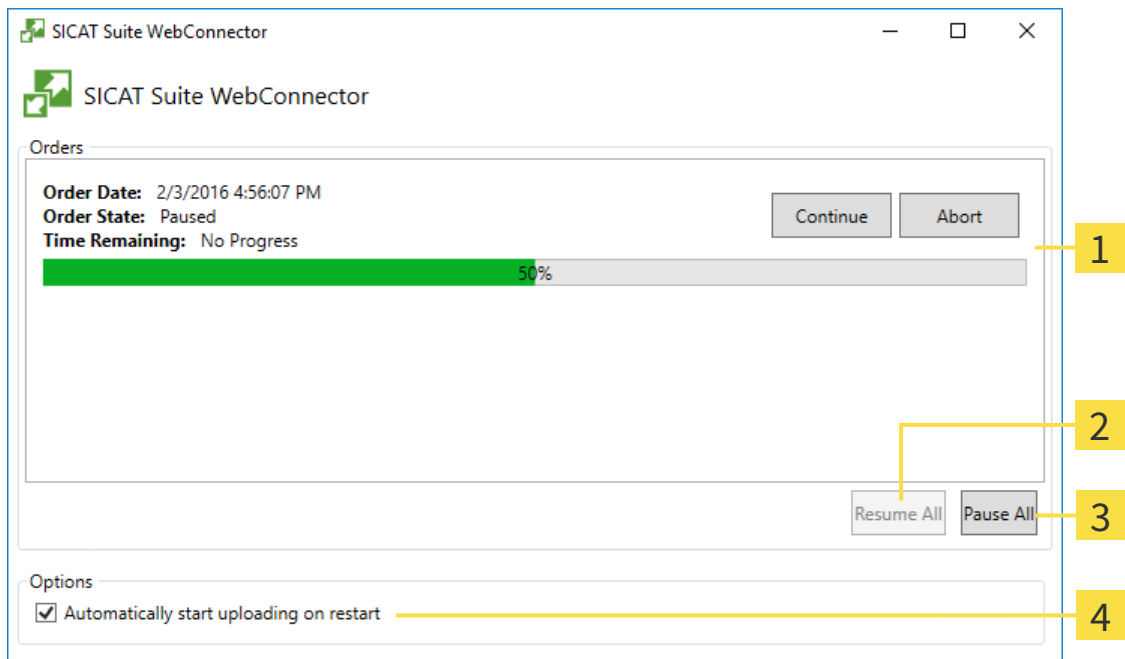 SICAT Suite WebConnector
SICAT Suite WebConnector
Orders
Order Date: 2/3/2016 4:56:07 PM
Order State: Paused
Time Remaining: No Progress
Continue Abort
1
50%
2
Resume All Pause All
3
Options
Automatically start uploading on restart
4